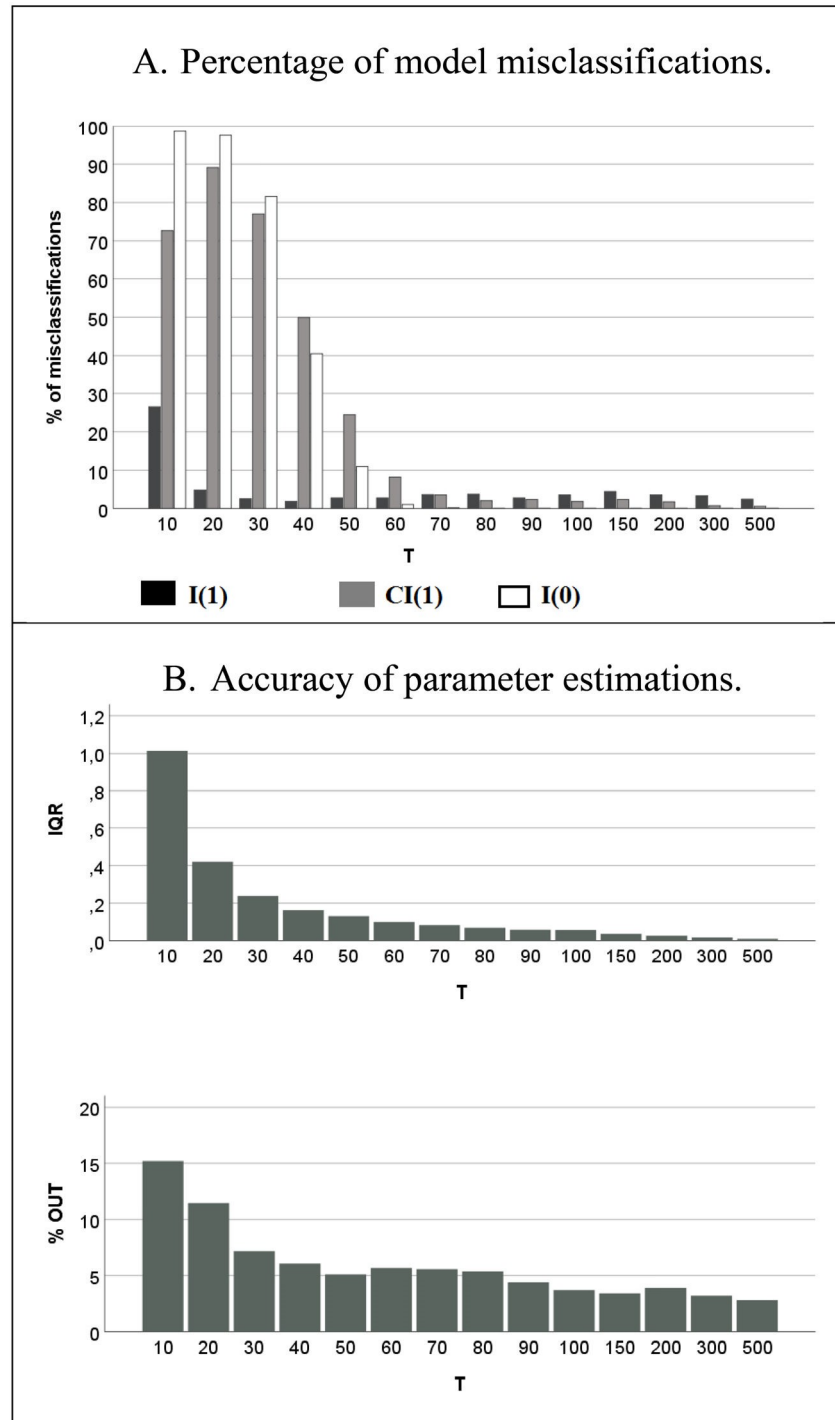 A. Percentage of model misclassifications.
100
90
80
70
60
50
40
30
20
10
0
% of misclassifications
10 20 30 40 50 60 70 80 90 100 150 200 300 500
T
I(1) CI(1) I(0)
B. Accuracy of parameter estimations.
1,2
1,0
,8
,6
,4
,2
,0
IQR
10 20 30 40 50 60 70 80 90 100 150 200 300 500
T
20
15
10
5
0
% OUT
10 20 30 40 50 60 70 80 90 100 150 200 300 500
T